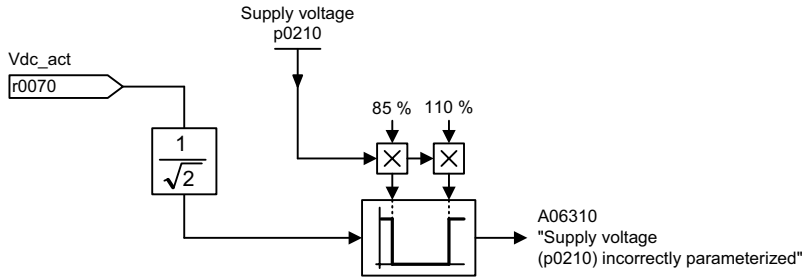 Supply voltage
p0210
Vdc_act
r0070
85 % 110 %
1
√2
A06310
"Supply voltage
(p0210) incorrectly parameterized"